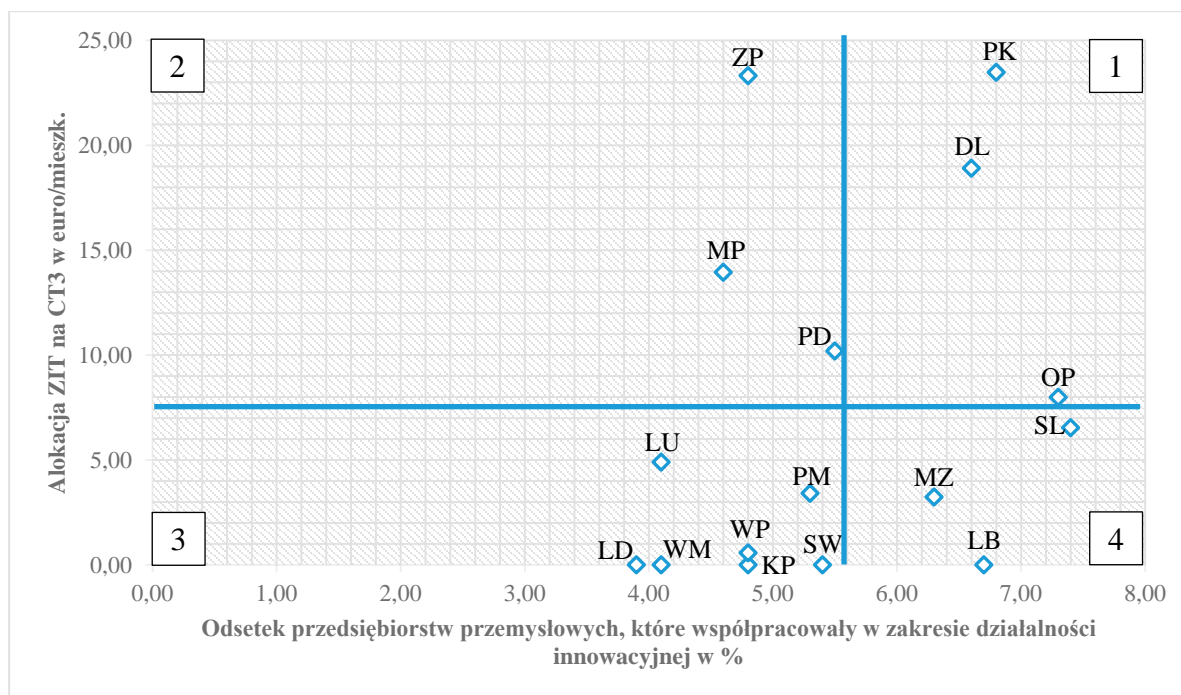 25,00
20,00
15,00
10,00
5,00
0,00
Alokacja ZIT na CT3 w euro/mieszk.
2
1
3
4
ZP
PK
DL
MP
PD
OP
SL
LU
PM
MZ
WP
LD
WM
KP
SW
LB
0,00 1,00 2,00 3,00 4,00 5,00 6,00 7,00 8,00
Odsetek przedsiębiorstw przemysłowych, które współpracowały w zakresie działalności
innowacyjnej w %